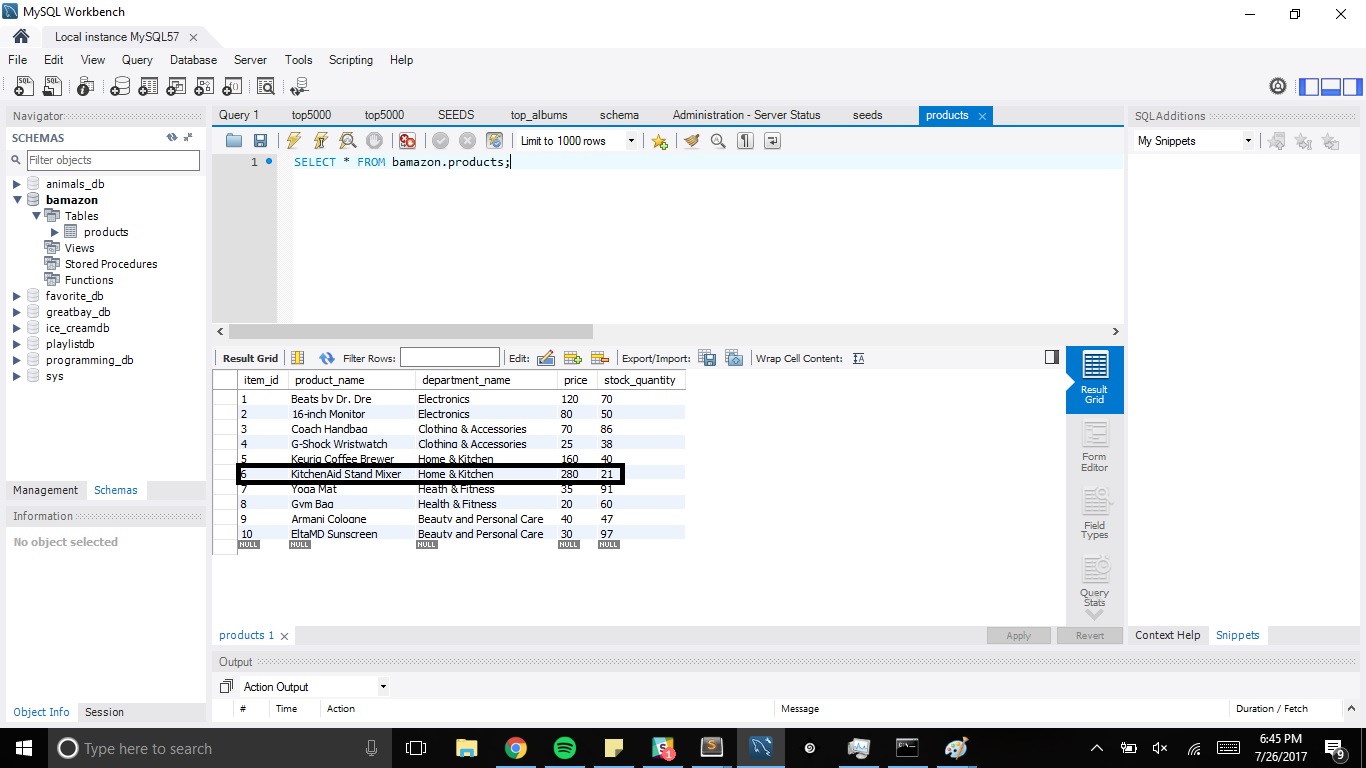 MySQL Workbench
Local instance MySQL57
File Edit View Query Database Server Tools Scripting Help
Navigator
SCHEMAS
Filter objects
animals_db
bamazon
Tables
products
Views
Stored Procedures
Functions
favorite_db
greatbay_db
ice_creamdb
playlistdb
programming_db
sys
Management Schemas
Information
No object selected
Object Info Session
Query 1 top5000 top5000 SEEDS top_albums schema Administration - Server Status seeds products
Limit to 1000 rows
1 SELECT * FROM bamazon.products;
Result Grid Filter Rows: Edit: Export/Import: Wrap Cell Content: IA
item_id product_name department_name price stock_quantity
1 Beats by Dr. Dre Electronics 120 70
2 16-inch Monitor Electronics 80 50
3 Coach Handbag Clothing & Accessories 70 86
4 G-Shock Wristwatch Clothing & Accessories 25 38
5 Keurig Coffee Brewer Home & Kitchen 160 40
6 KitchenAid Stand Mixer Home & Kitchen 280 21
7 Yoga Mat Heath & Fitness 35 91
8 Gym Bag Health & Fitness 20 60
9 Armani Cologne Beauty and Personal Care 40 47
10 EltaMD Sunscreen Beauty and Personal Care 30 97
NULL NULL NULL NULL NULL
Result
Grid
Form
Editor
Field
Types
Query
Stats
products 1
Apply Revert
Output
Action Output
# Time Action Message Duration / Fetch
SQLAdditions
My Snippets
Context Help Snippets
Type here to search
6:45 PM
7/26/2017
1
9